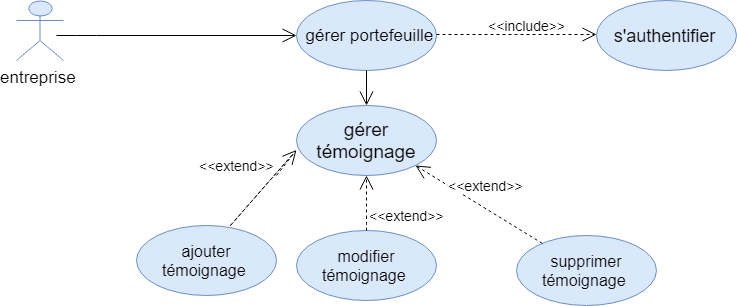 entreprise
gérer portefeuille
<<include>>
s'authentifier
gérer
témoignage
<<extend>>
<<extend>>
<<extend>>
ajouter
témoignage
modifier
témoignage
supprimer
témoignage